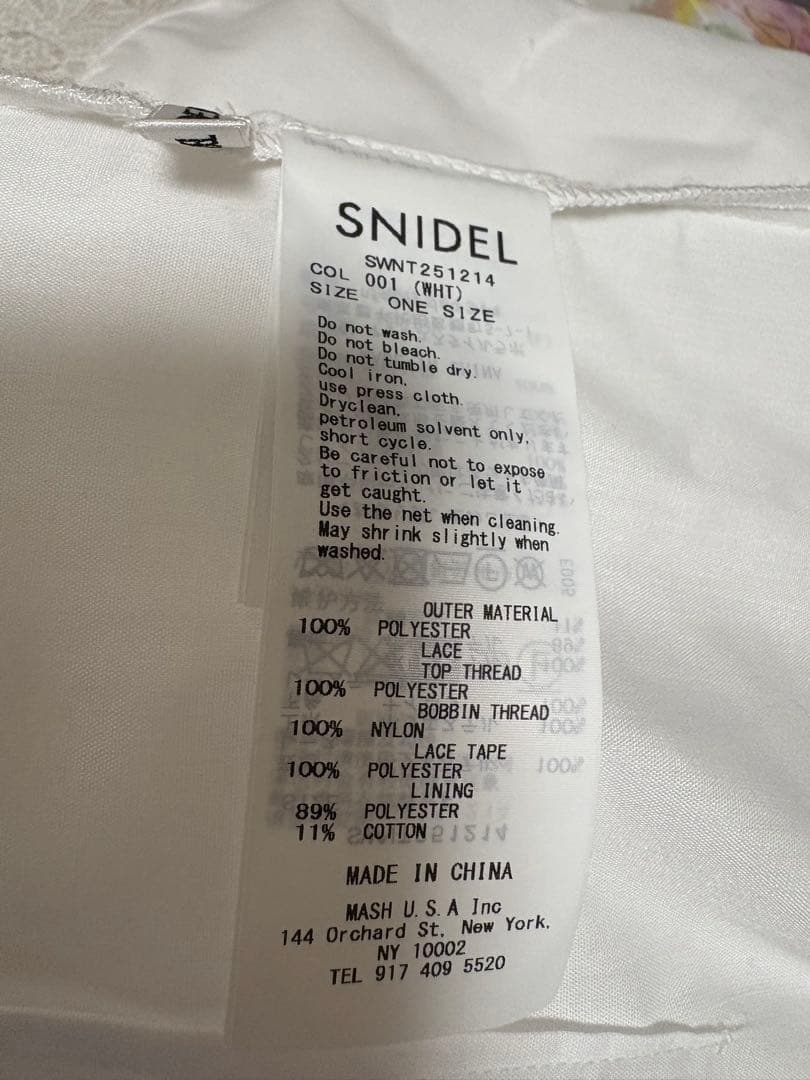 SNIDEL
SWNT251214
COL 001 (WHT)
SIZE ONE SIZE
Do not wash.
Do not bleach.
Do not tumble dry.
Cool iron,
use press cloth.
Dryclean,
petroleum solvent only,
short cycle.
Be careful not to expose
to friction or let it
get caught.
Use the net when cleaning.
May shrink slightly when
washed.
OUTER MATERIAL
100% POLYESTER
LACE
TOP THREAD
100% POLYESTER
BOBBIN THREAD
100% NYLON
LACE TAPE
100% POLYESTER
LINING
89% POLYESTER
11% COTTON
MADE IN CHINA
MASH U.S.A Inc
144 Orchard St, New York,
NY 10002
TEL 917 409 5520